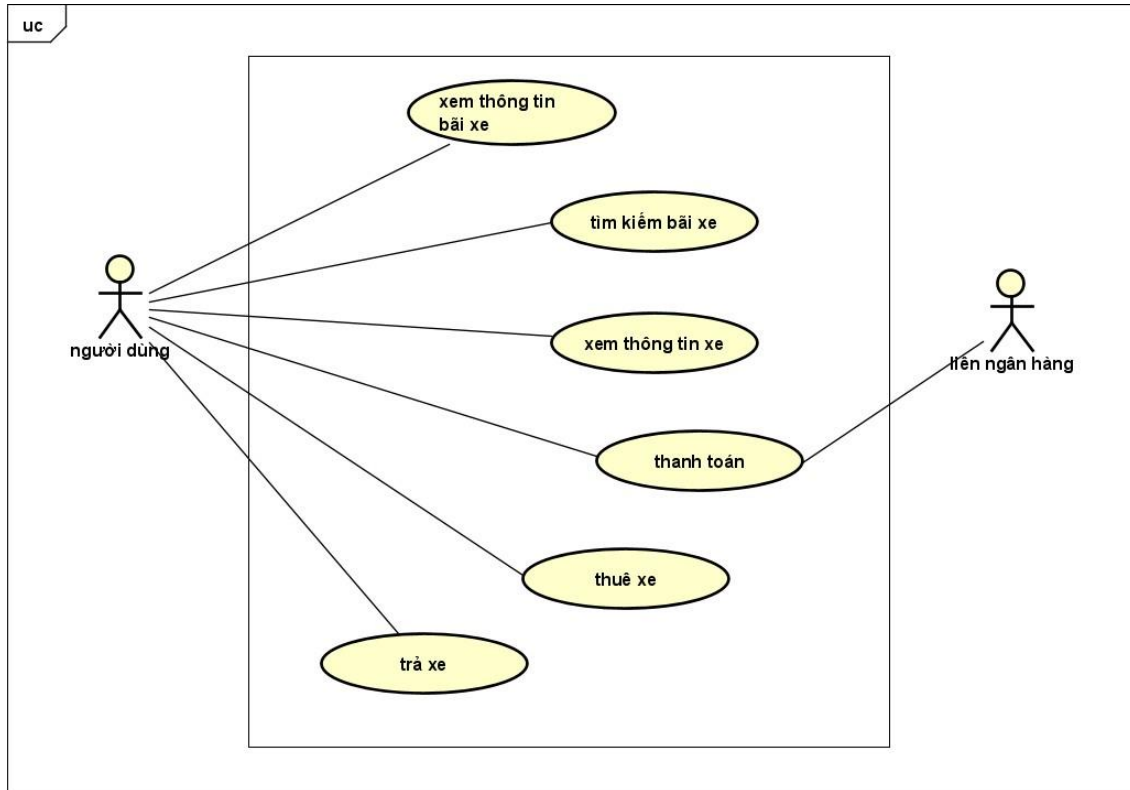 uc
xem thông tin
bãi xe
tìm kiếm bãi xe
người dùng
xem thông tin xe
liên ngân hàng
thanh toán
thuê xe
trả xe